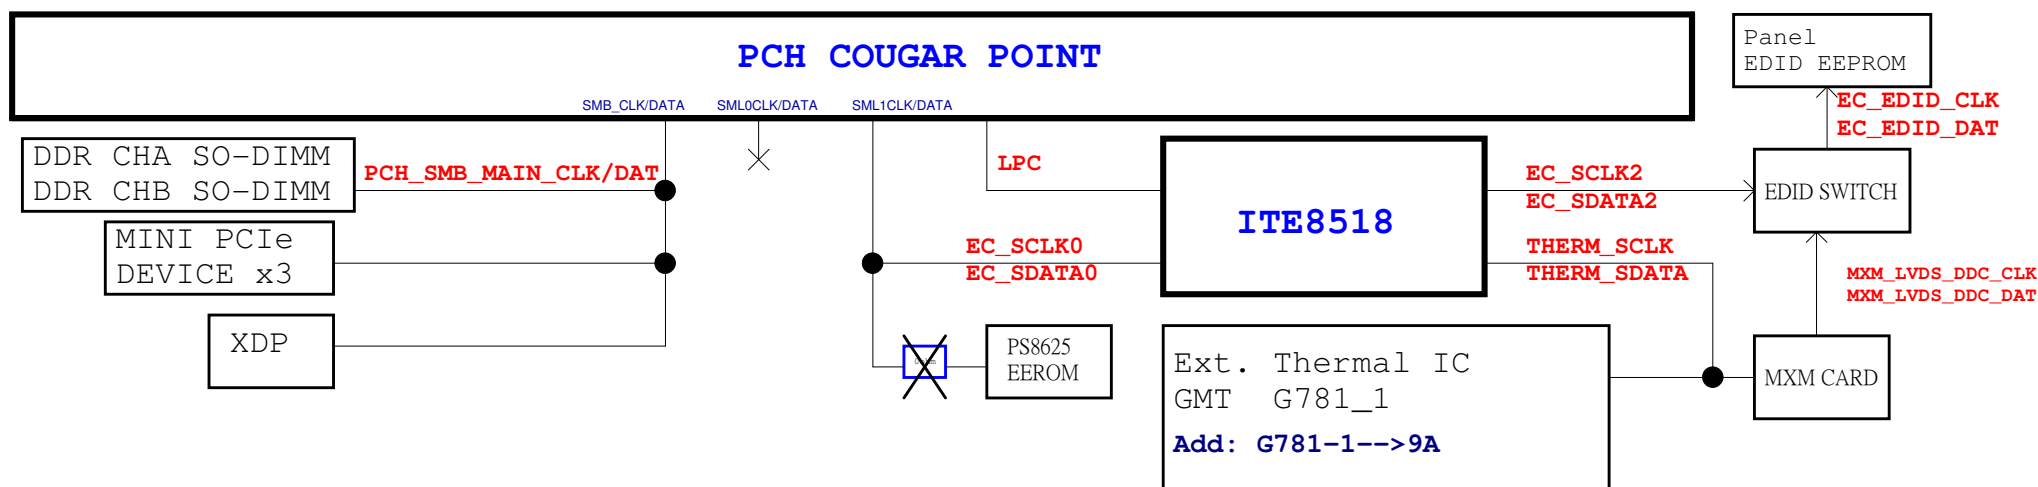 PCH COUGAR POINT
SMB_CLK/DATA
SML0CLK/DATA
SML1CLK/DATA
Panel
EDID EEPROM
EC_EDID_CLK
EC_EDID_DAT
DDR CHA SO-DIMM
DDR CHB SO-DIMM
PCH_SMB_MAIN_CLK/DAT
LPC
ITE8518
EC_SCLK2
EC_SDATA2
EDID SWITCH
MINI PCIe
DEVICE x3
EC_SCLK0
EC_SDATA0
THERM_SCLK
THERM_SDATA
MXM_LVDS_DDC_CLK
MXM_LVDS_DDC_DAT
XDP
PS8625
EEROM
Ext. Thermal IC
GMT G781_1
Add: G781-1-->9A
MXM CARD